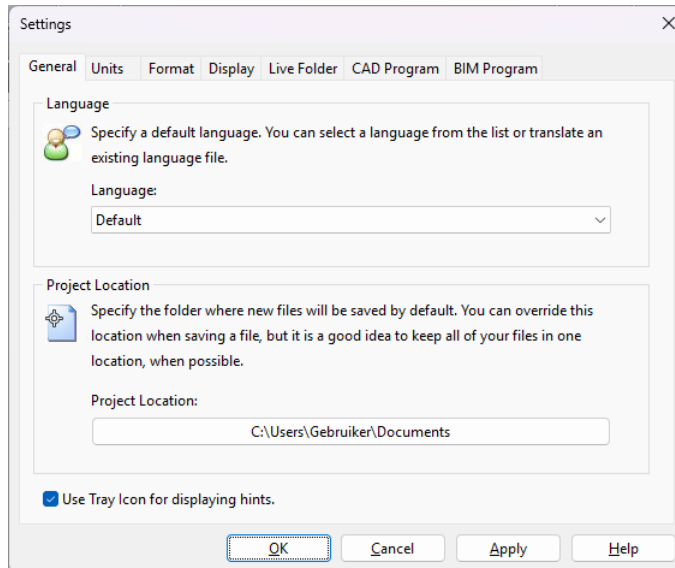 Settings
General Units Format Display Live Folder CAD Program BIM Program
Language
Specify a default language. You can select a language from the list or translate an
existing language file.
Language:
Default
Project Location
Specify the folder where new files will be saved by default. You can override this
location when saving a file, but it is a good idea to keep all of your files in one
location, when possible.
Project Location:
C:\Users\Gebruiker\Documents
Use Tray Icon for displaying hints.
OK Cancel Apply Help